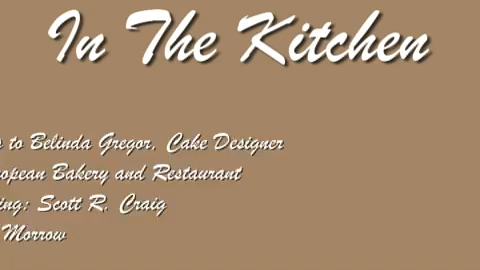 In The Kitchen
to Belinda Gregor, Cake Designer
Bakery and Restaurant
Scott R. Craig
Morrow